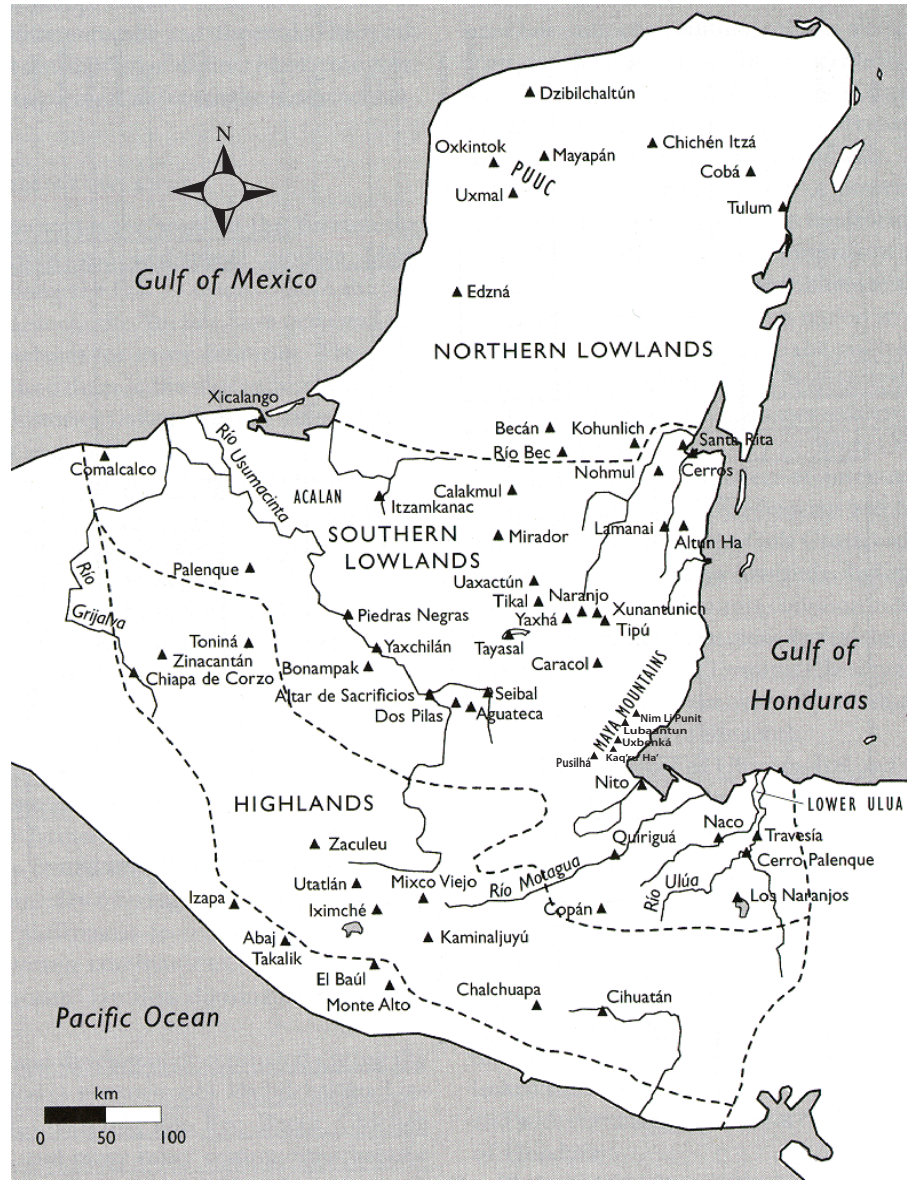 Dzibilchaltún
N
Oxkintok
Mayapán
Chichén Itzá
PUUC
Cobá
Uxmal
Tulum
Gulf of Mexico
Edzná
NORTHERN LOWLANDS
Xicalango
Becán
Kohunlich
Santa Rita
Río Bec
Comalcalco
Río Usumacinta
Nohmul
Cerros
ACALAN
Calakmul
Itzamkanac
SOUTHERN
LOWLANDS
Mirador
Lamanai
Altun Ha
Río
Grijalva
Palenque
Uaxactún
Tikal
Naranjo
Xunantunich
Piedras Negras
Yaxhá
Tipú
Toniná
Yaxchilán
Tayasal
Zinacantán
Bonampak
Caracol
Gulf of
Honduras
Chiapa de Corzo
Altar de Sacrificios
Seibal
Dos Pilas
Aguateca
MAYA MOUNTAINS
Nim Li Punit
Lubaantun
Uxbenká
Pusilhá
Nito
HIGHLANDS
LOWER ULUA
Zaculeu
Quiriguá
Naco
Travesía
Cerro Palenque
Utatlán
Mixco Viejo
Río Motagua
Río Ulúa
Los Naranjos
Izapa
Iximché
Copán
Abaj
Takalik
Kaminaljuyú
El Baúl
Monte Alto
Chalchuapa
Cihuatán
Pacific Ocean
km
0 50 100